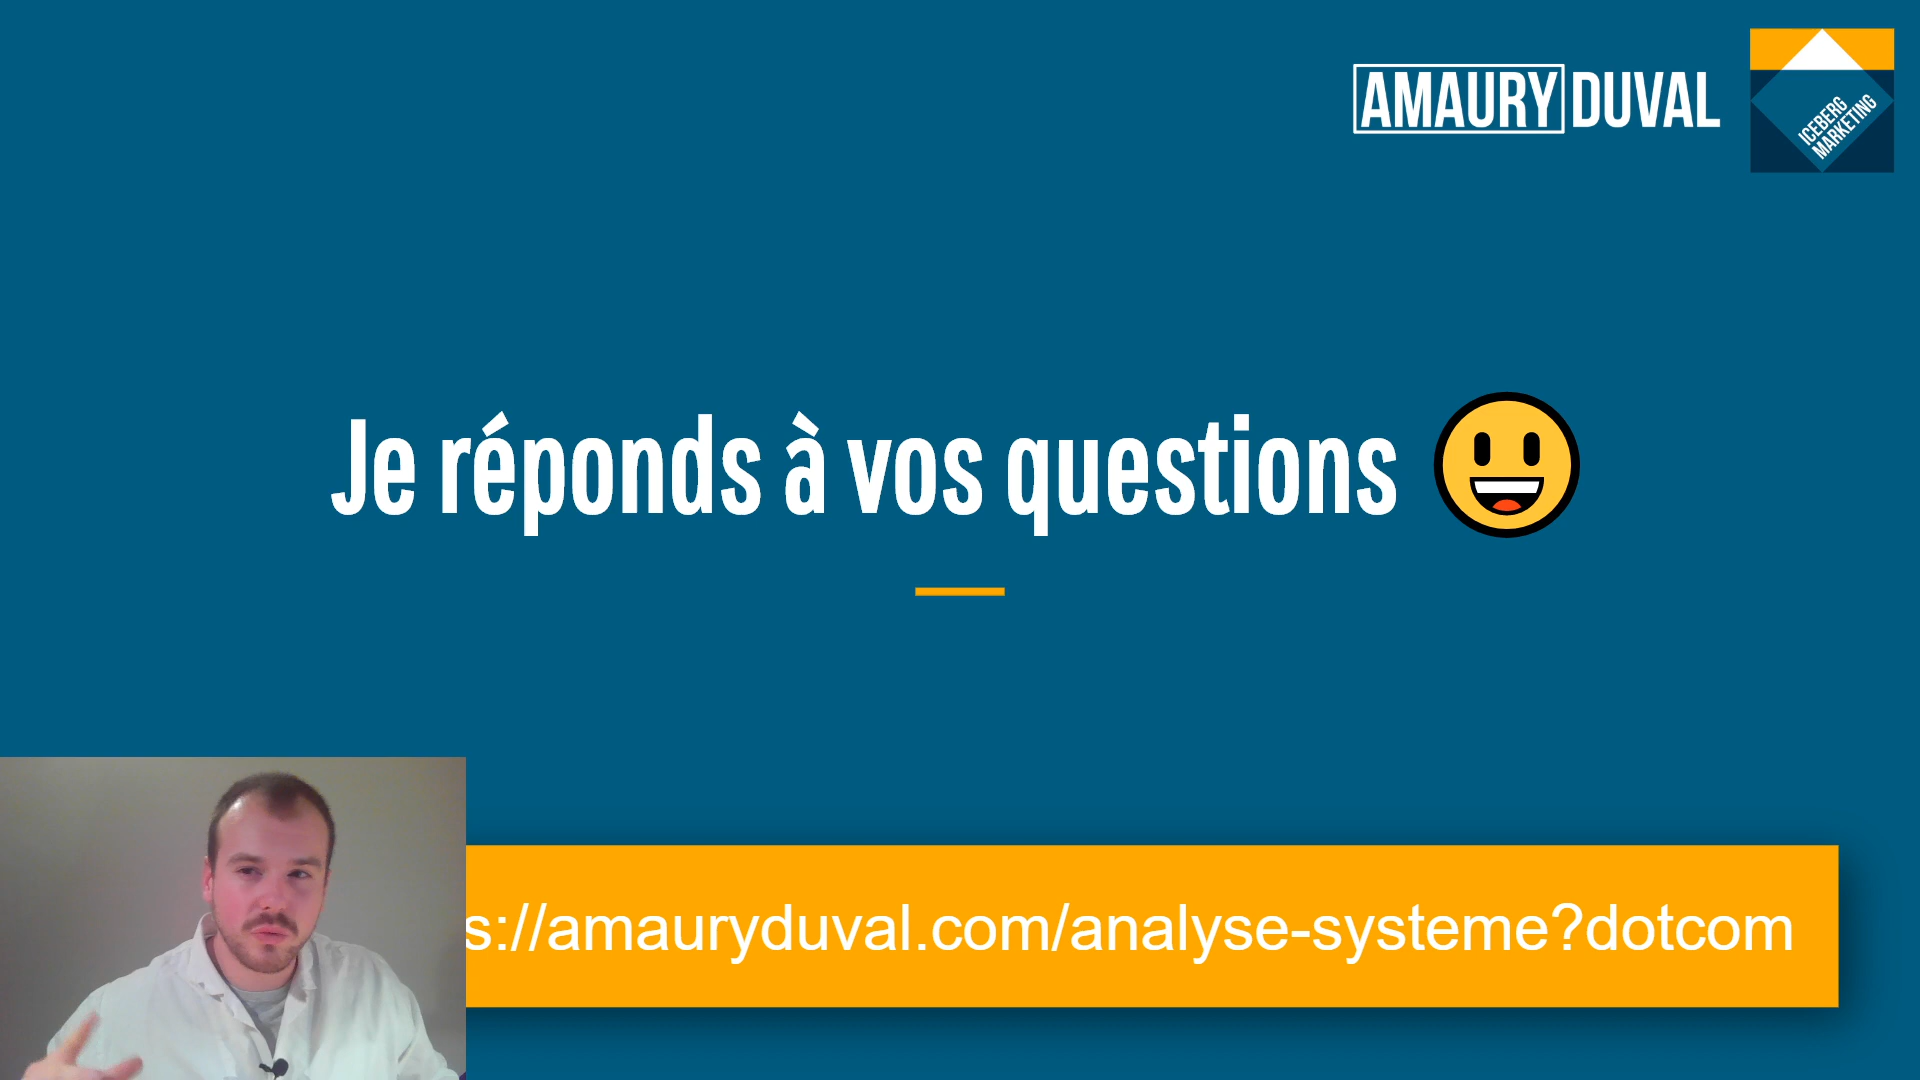 AMAURY DUVAL
ICEBERG
MARKETING
Je réponds à vos questions
s://amauryduval.com/analyse-systeme?dotcom